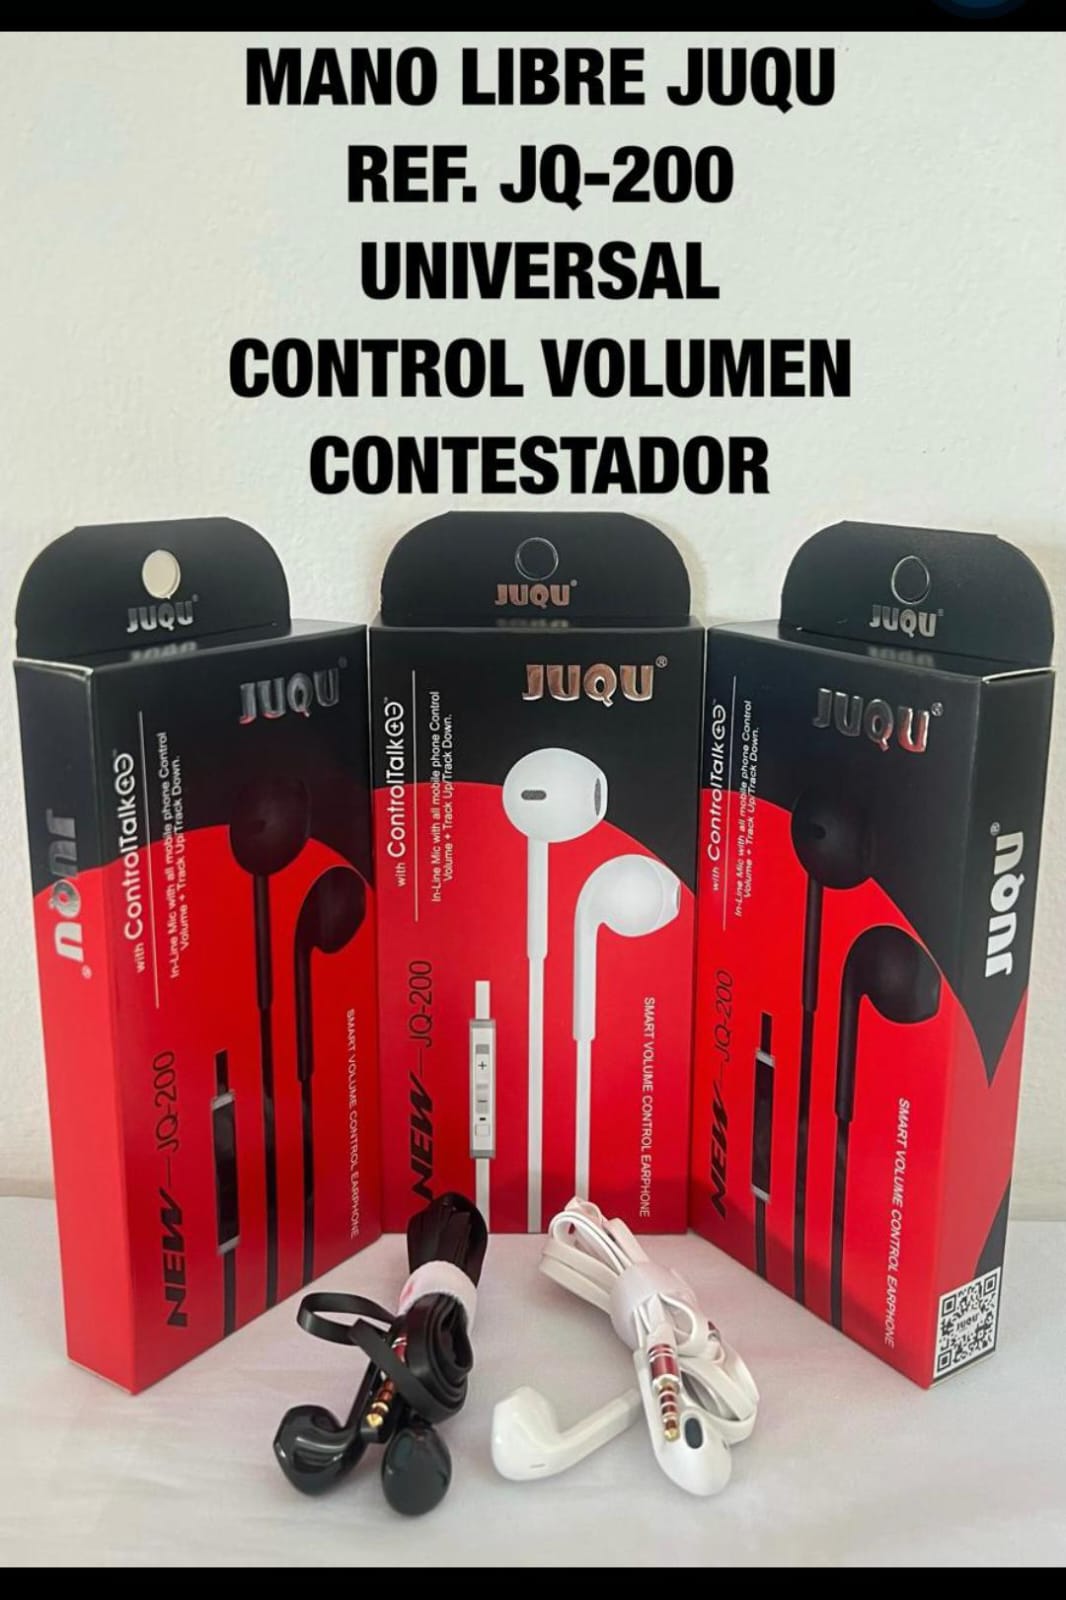 MANO LIBRE JUQU
REF. JQ-200
UNIVERSAL
CONTROL VOLUMEN
CONTESTADOR
JUQU®
JUQU®
JUQU®
JUQU®
with ControlTalk
In-Line Mic with all mobile phone Control
Volume + Track Up/Track Down.
NEW—JQ-200
SMART VOLUME CONTROL EARPHONE
JUQU®
JUQU®
with ControlTalk
In-Line Mic with all mobile phone Control
Volume + Track Up/Track Down.
NEW—JQ-200
SMART VOLUME CONTROL EARPHONE
JUQU®
with ControlTalk
In-Line Mic with all mobile phone Control
Volume + Track Up/Track Down.
NEW—JQ-200
SMART VOLUME CONTROL EARPHONE
JUQU®
JUQU